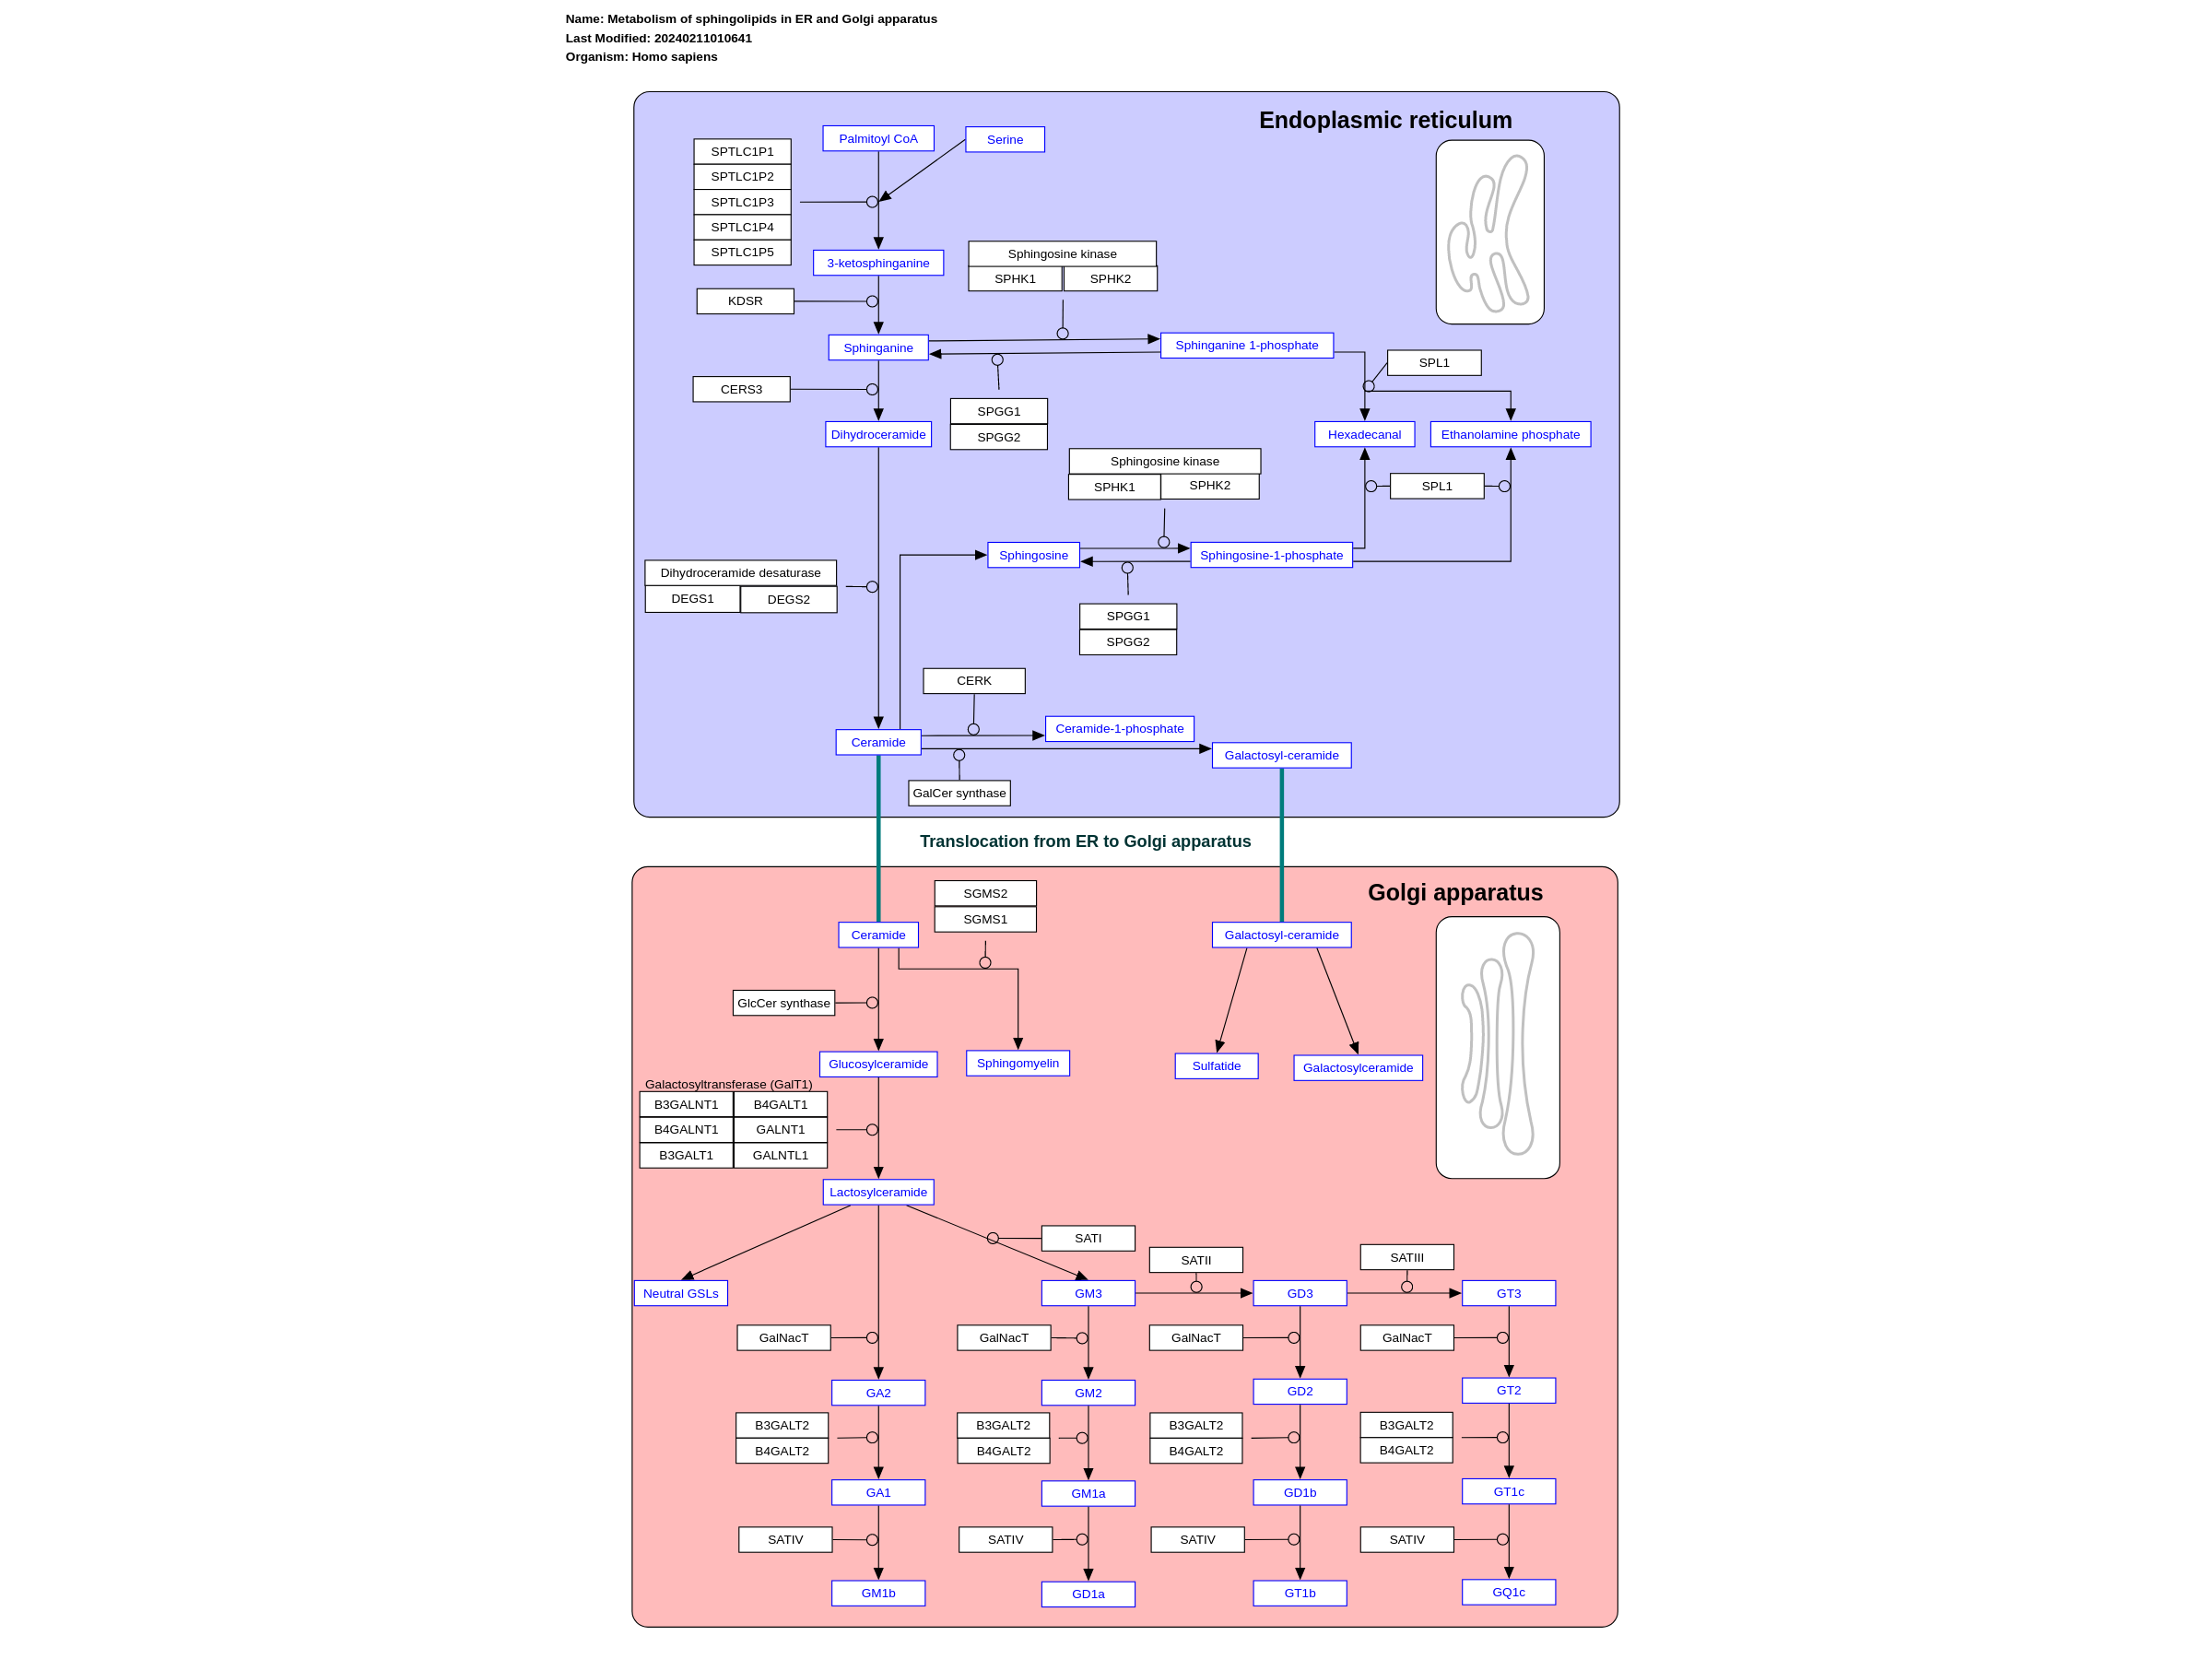 Name: Metabolism of sphingolipids in ER and Golgi apparatus
Last Modified: 20240211010641
Organism: Homo sapiens
Endoplasmic reticulum
Palmitoyl CoA
Serine
SPTLC1P1
SPTLC1P2
SPTLC1P3
SPTLC1P4
SPTLC1P5
3-ketosphinganine
Sphingosine kinase
SPHK1
SPHK2
KDSR
Sphinganine
Sphinganine 1-phosphate
SPL1
CERS3
SPGG1
SPGG2
Dihydroceramide
Hexadecanal
Ethanolamine phosphate
Sphingosine kinase
SPHK1
SPHK2
SPL1
Sphingosine
Sphingosine-1-phosphate
Dihydroceramide desaturase
DEGS1
DEGS2
SPGG1
SPGG2
CERK
Ceramide
Ceramide-1-phosphate
Galactosyl-ceramide
GalCer synthase
Translocation from ER to Golgi apparatus
Golgi apparatus
SGMS2
SGMS1
Ceramide
Galactosyl-ceramide
GlcCer synthase
Glucosylceramide
Sphingomyelin
Sulfatide
Galactosylceramide
Galactosyltransferase (GalT1)
B3GALNT1
B4GALT1
B4GALNT1
GALNT1
B3GALT1
GALNTL1
Lactosylceramide
SATI
SATII
SATIII
Neutral GSLs
GM3
GD3
GT3
GalNacT
GalNacT
GalNacT
GalNacT
GA2
GM2
GD2
GT2
B3GALT2
B4GALT2
B3GALT2
B4GALT2
B3GALT2
B4GALT2
B3GALT2
B4GALT2
GA1
GM1a
GD1b
GT1c
SATIV
SATIV
SATIV
SATIV
GM1b
GD1a
GT1b
GQ1c